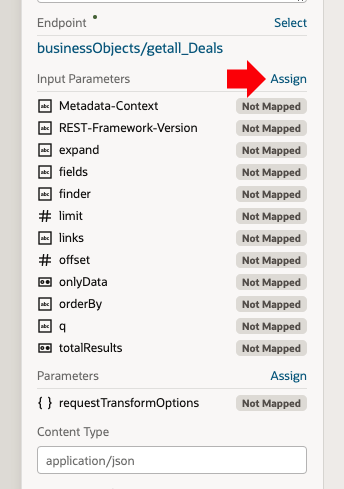 Endpoint Select
businessObjects/getall_Deals
Input Parameters Assign
abc Metadata-Context Not Mapped
abc REST-Framework-Version Not Mapped
abc expand Not Mapped
abc fields Not Mapped
abc finder Not Mapped
# limit Not Mapped
abc links Not Mapped
# offset Not Mapped
onlyData Not Mapped
abc orderBy Not Mapped
abc q Not Mapped
totalResults Not Mapped
Parameters Assign
{ } requestTransformOptions Not Mapped
Content Type
application/json